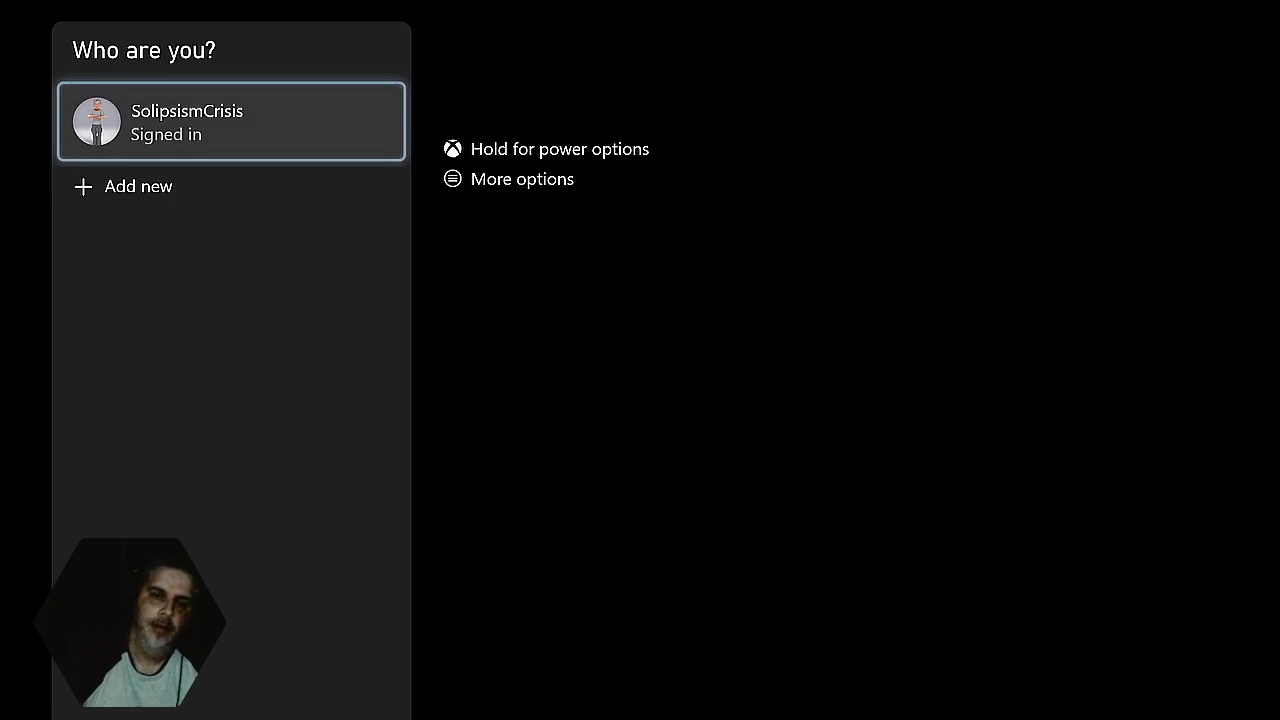 Who are you?
SolipsismCrisis
Signed in
Add new
Hold for power options
More options